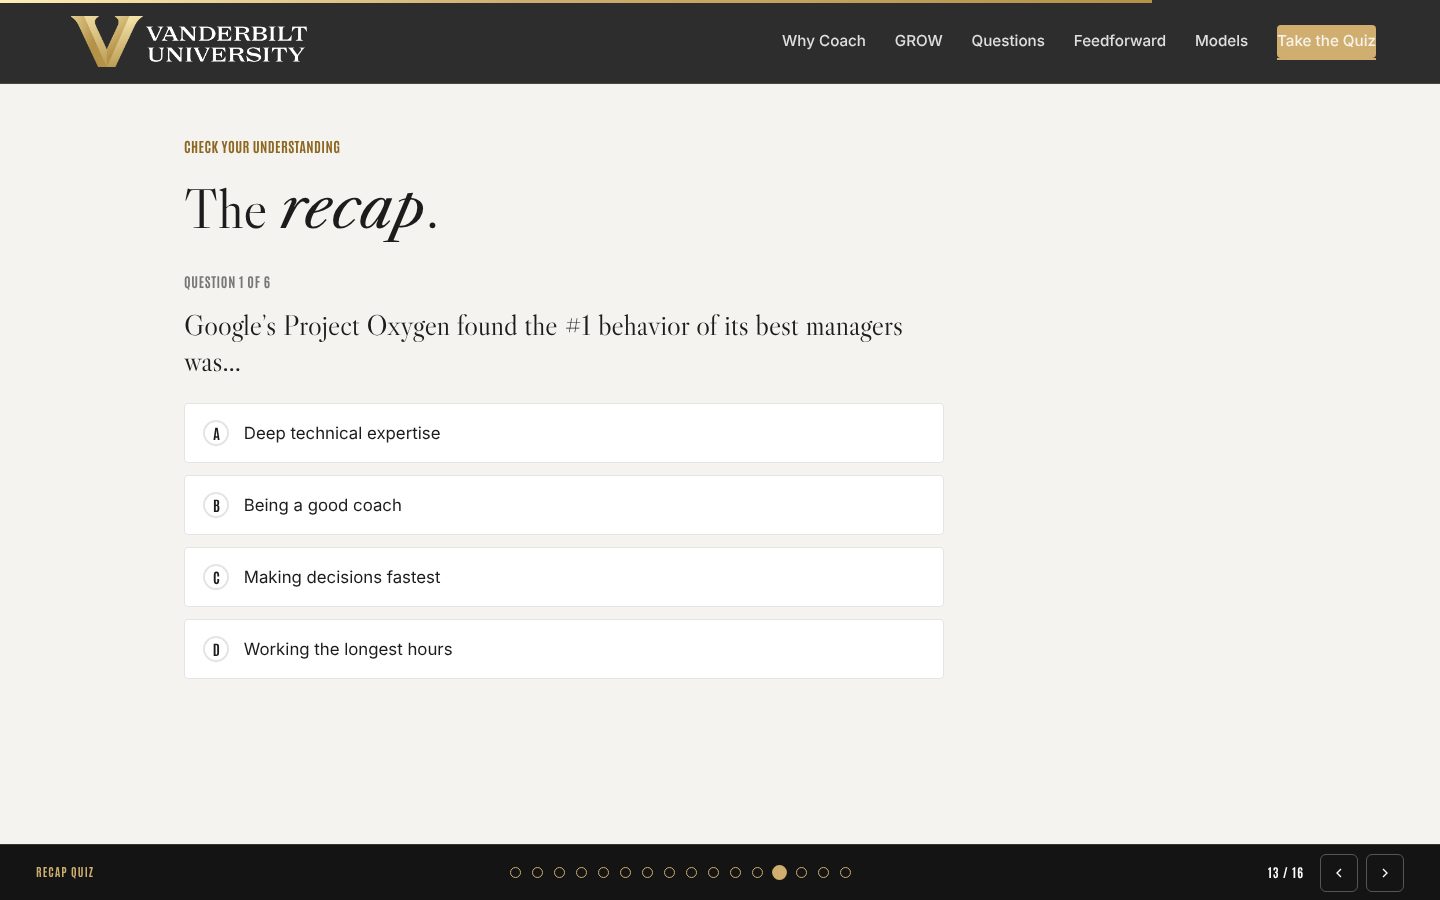 VANDERBILT
UNIVERSITY
Why Coach
GROW
Questions
Feedforward
Models
Take the Quiz
CHECK YOUR UNDERSTANDING
The recap.
QUESTION 1 OF 6
Google's Project Oxygen found the #1 behavior of its best managers
was...
A Deep technical expertise
B Being a good coach
C Making decisions fastest
D Working the longest hours
RECAP QUIZ
13 / 16